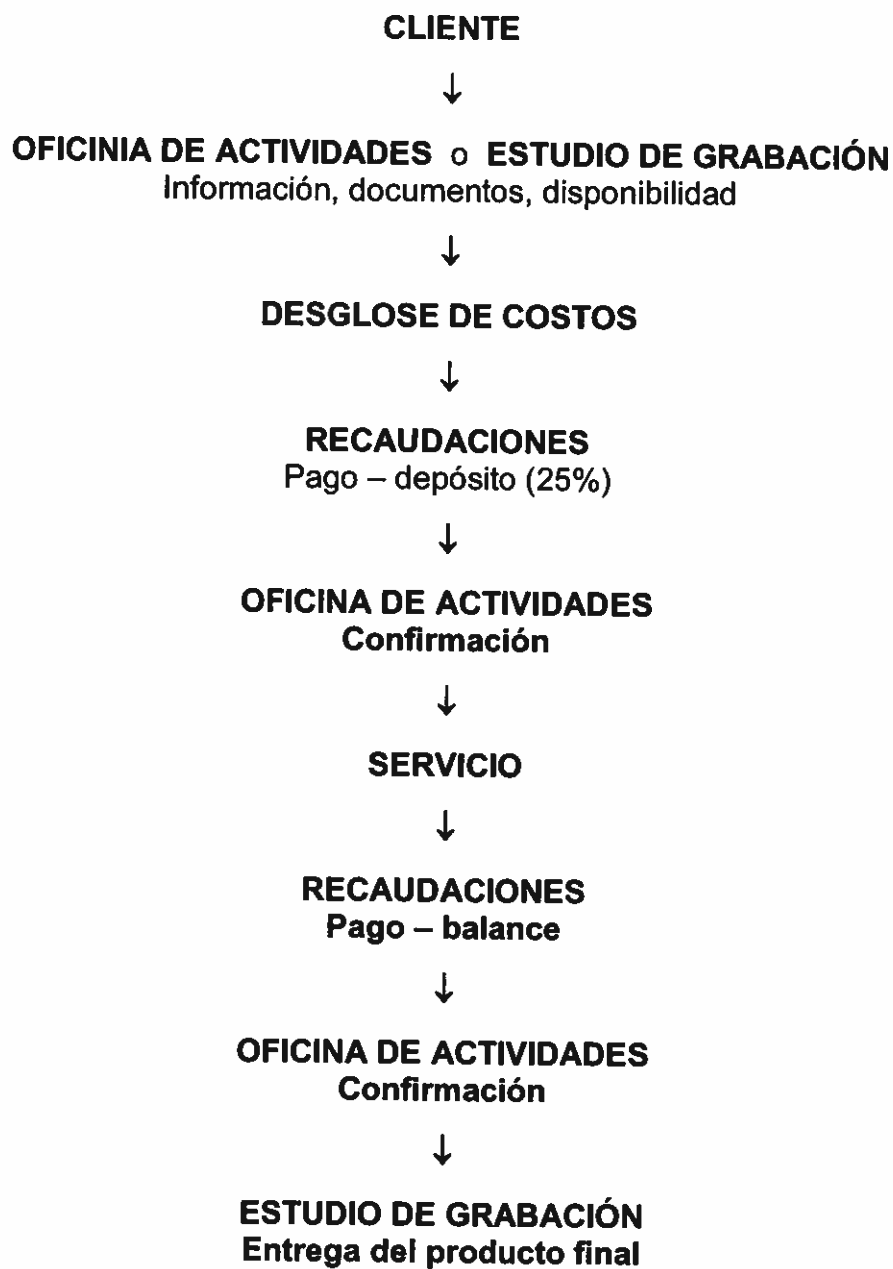 CLIENTE
↓
OFICINIA DE ACTIVIDADES o ESTUDIO DE GRABACIÓN
Información, documentos, disponibilidad
↓
DESGLOSE DE COSTOS
↓
RECAUDACIONES
Pago – depósito (25%)
↓
OFICINA DE ACTIVIDADES
Confirmación
↓
SERVICIO
↓
RECAUDACIONES
Pago – balance
↓
OFICINA DE ACTIVIDADES
Confirmación
↓
ESTUDIO DE GRABACIÓN
Entrega del producto final